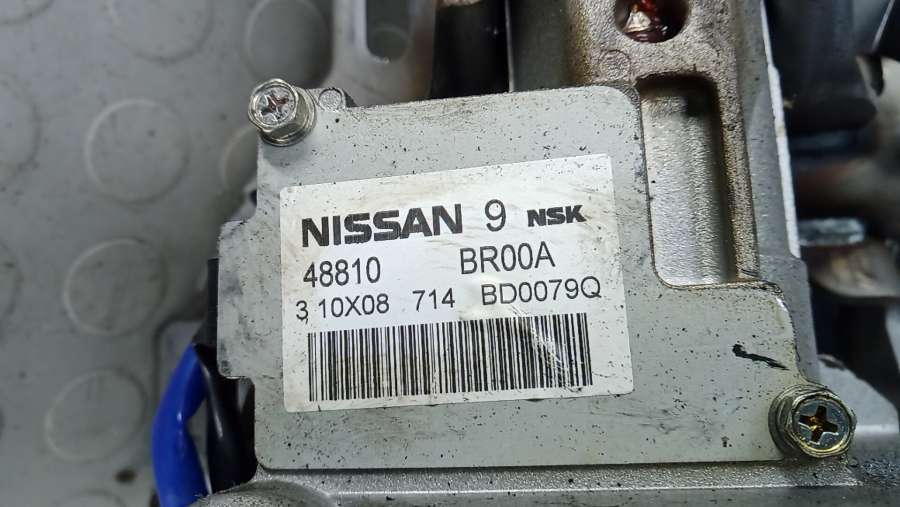 NISSAN 9 NSK
48810 BR00A
3 10X08 714 BD0079Q